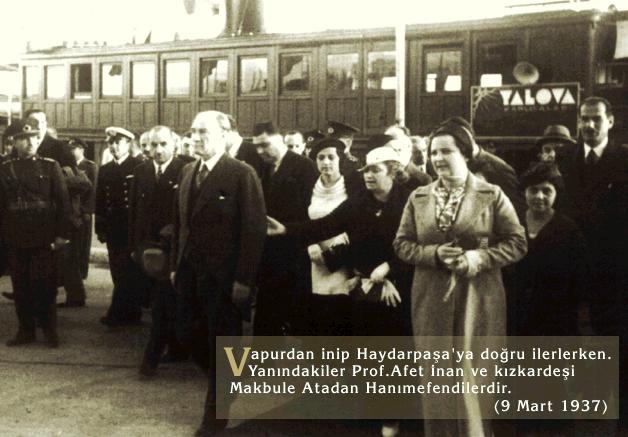 YALOVA
Vapurdan inip Haydarpaşa'ya doğru ilerlerken.
Yanındakiler Prof.Afet İnan ve kızkardeşi
Makbule Atadan Hanımefendilerdir.
(9 Mart 1937)